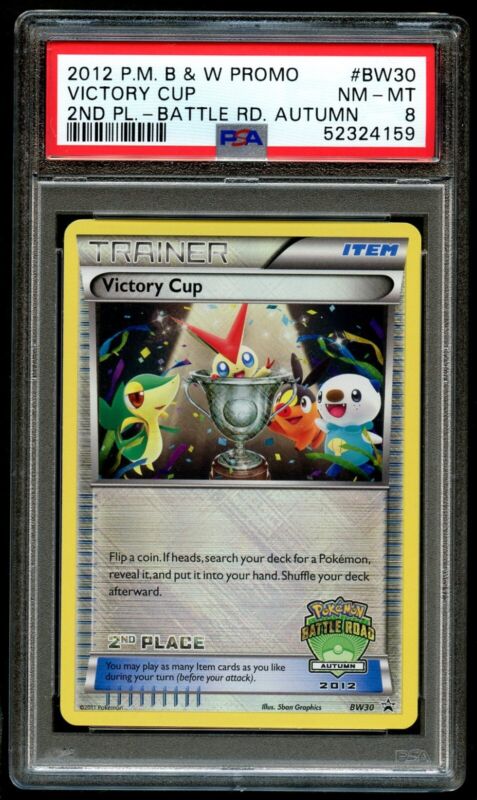 2012 P.M. B & W PROMO #BW30
VICTORY CUP NM – MT
2ND PL. – BATTLE RD. AUTUMN 8
PSA 52324159
TRAINER ITEM
Victory Cup
Flip a coin. If heads, search your deck for a Pokémon,
reveal it, and put it into your hand. Shuffle your deck
afterward.
Pokémon
BATTLE ROAD
AUTUMN
2012
2ND PLACE
You may play as many Item cards as you like
during your turn (before your attack).
©2011 Pokémon Illus. 5ban Graphics BW30
PSA